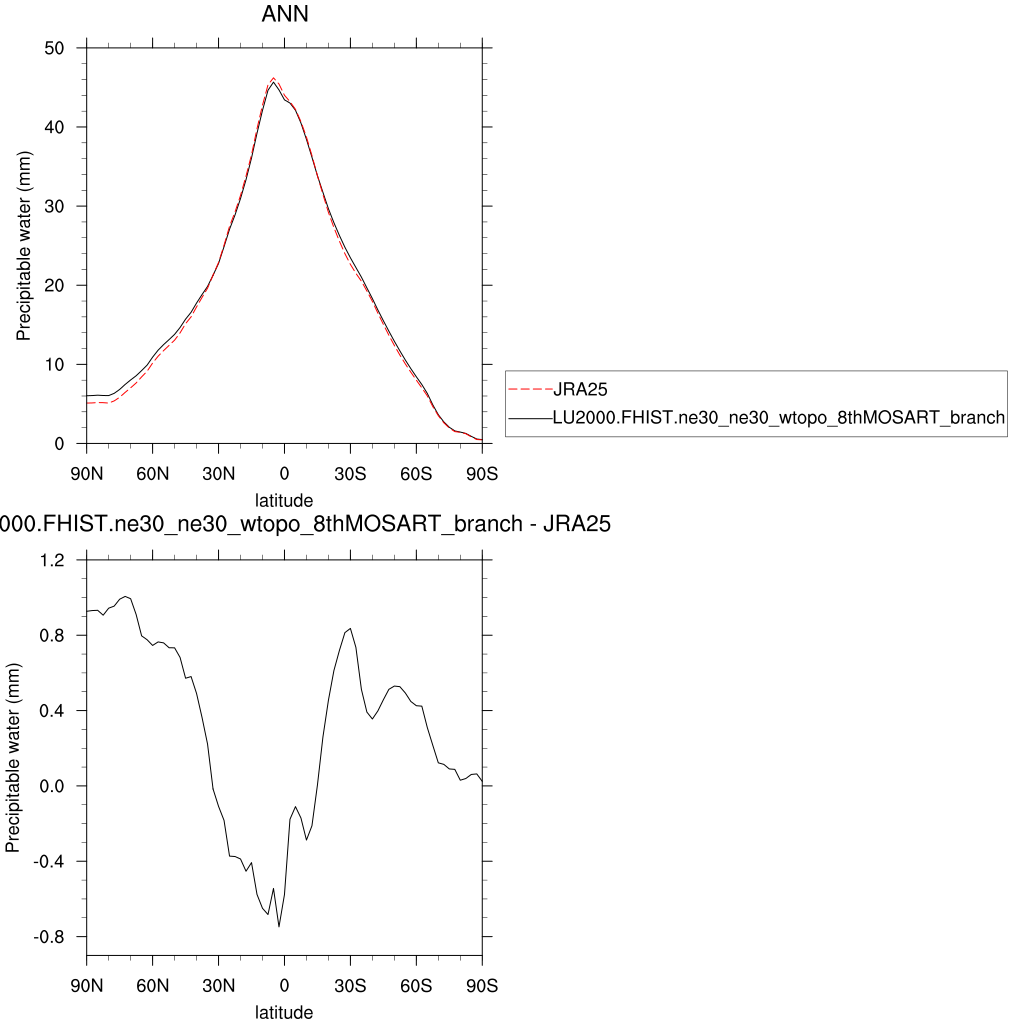 ANN
Precipitable water (mm)
50
40
30
20
10
0
90N 60N 30N 0 30S 60S 90S
latitude
JRA25
LU2000.FHIST.ne30_ne30_wtopo_8thMOSART_branch
000.FHIST.ne30_ne30_wtopo_8thMOSART_branch - JRA25
Precipitable water (mm)
1.2
0.8
0.4
0.0
-0.4
-0.8
90N 60N 30N 0 30S 60S 90S
latitude